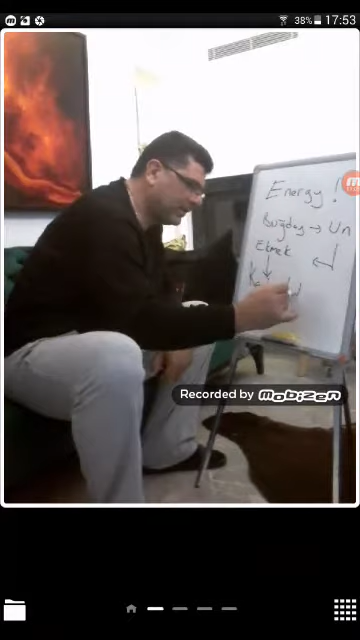 38% 17:53
Energy!
Buğday → Un
Ekmek
Recorded by mobizen